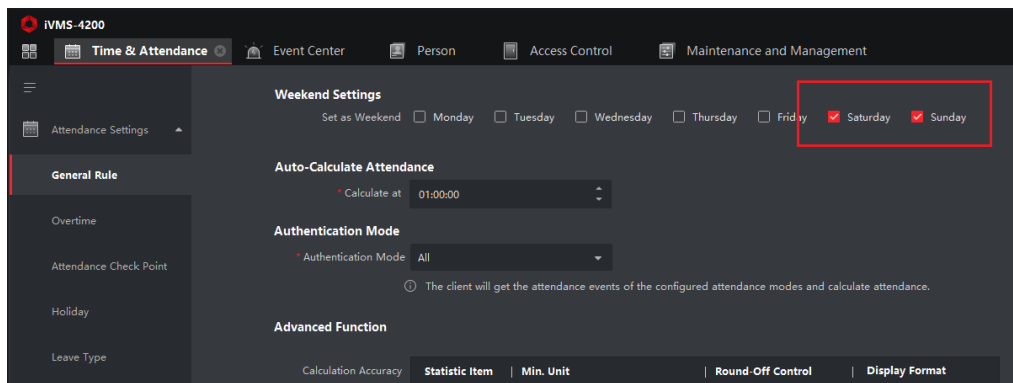 iVMS-4200
Time & Attendance Event Center Person Access Control Maintenance and Management
Weekend Settings
Set as Weekend Monday Tuesday Wednesday Thursday Friday Saturday Sunday
Attendance Settings
Auto-Calculate Attendance
General Rule
* Calculate at 01:00:00
Overtime
Authentication Mode
* Authentication Mode All
Attendance Check Point
The client will get the attendance events of the configured attendance modes and calculate attendance.
Holiday
Advanced Function
Leave Type
Calculation Accuracy Statistic Item | Min. Unit | Round-Off Control | Display Format